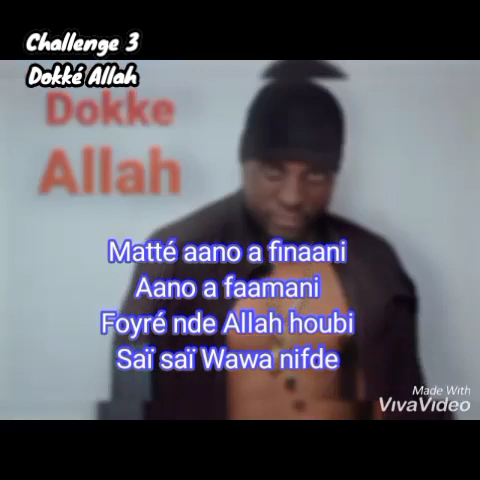 Challenge 3
Dokké Allah
Dokke
Allah
Matté aano a finaani
Aano a faamani
Foyré nde Allah houbi
Saï saï Wawa nifde
Made With
VivaVideo